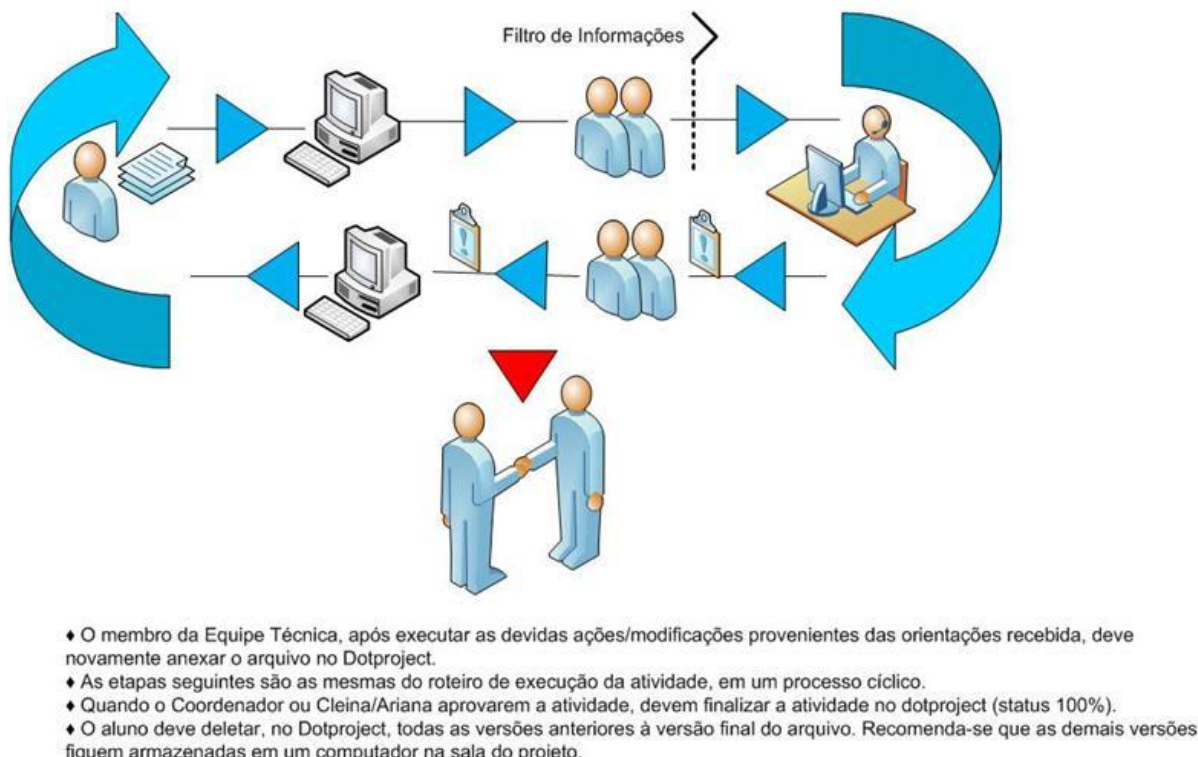 Filtro de Informações
♦ O membro da Equipe Técnica, após executar as devidas ações/modificações provenientes das orientações recebida, deve
novamente anexar o arquivo no Dotproject.
♦ As etapas seguintes são as mesmas do roteiro de execução da atividade, em um processo cíclico.
♦ Quando o Coordenador ou Cleina/Ariana aprovarem a atividade, devem finalizar a atividade no dotproject (status 100%).
♦ O aluno deve deletar, no Dotproject, todas as versões anteriores à versão final do arquivo. Recomenda-se que as demais versões
fiquem armazenadas em um computador na sala do projeto.